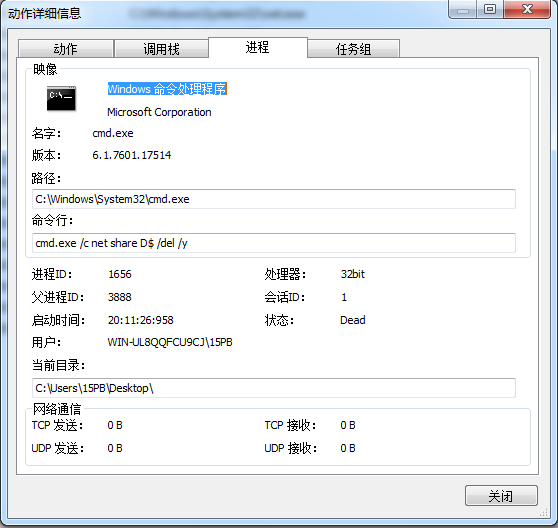 动作详细信息
动作
调用栈
进程
任务组
映像
C:\
Windows 命令处理程序
Microsoft Corporation
名字： cmd.exe
版本： 6.1.7601.17514
路径：
C:\Windows\System32\cmd.exe
命令行：
cmd.exe /c net share D$ /del /y
进程ID： 1656 处理器： 32bit
父进程ID： 3888 会话ID： 1
启动时间： 20:11:26:958 状态： Dead
用户： WIN-UL8QQFCU9CJ\15PB
当前目录：
C:\Users\15PB\Desktop\
网络通信
TCP 发送： 0 B TCP 接收： 0 B
UDP 发送： 0 B UDP 接收： 0 B
关闭